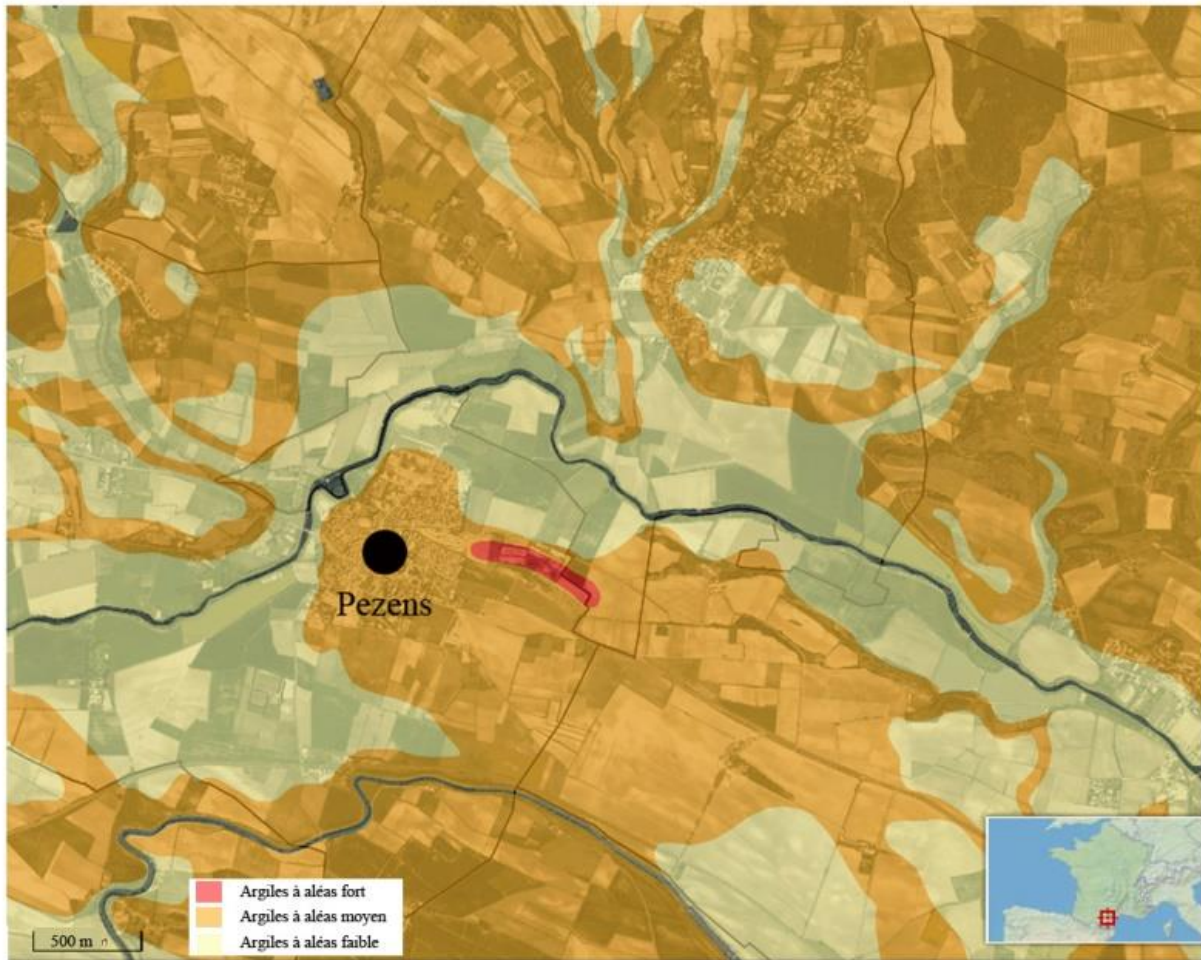 Pezens
Argiles à aléas fort
Argiles à aléas moyen
Argiles à aléas faible
500 m